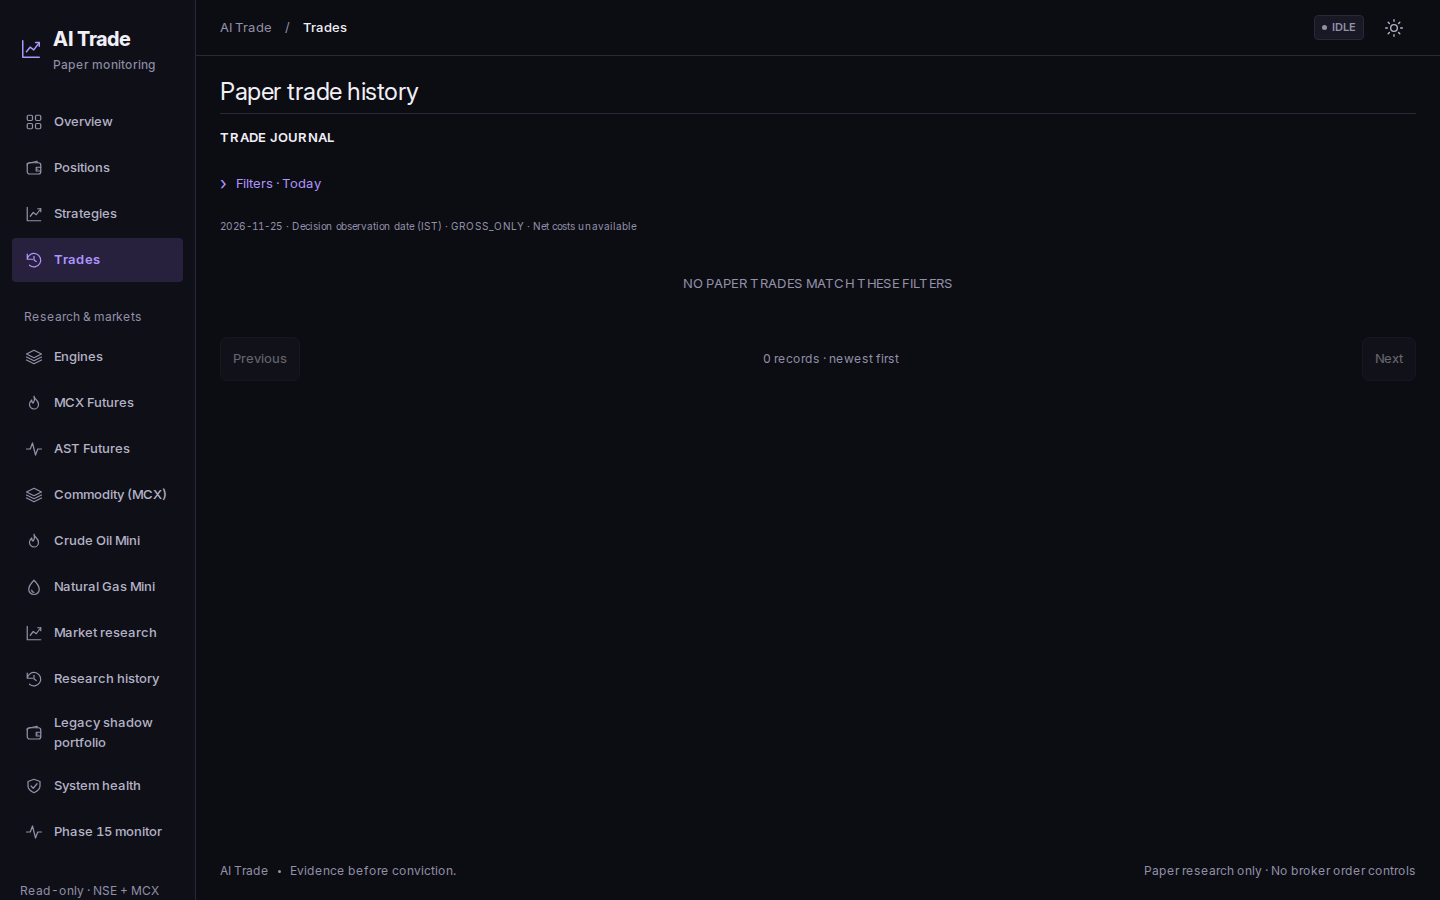 AI Trade
Paper monitoring
Overview
Positions
Strategies
Trades
Research & markets
Engines
MCX Futures
AST Futures
Commodity (MCX)
Crude Oil Mini
Natural Gas Mini
Market research
Research history
Legacy shadow
portfolio
System health
Phase 15 monitor
Read-only · NSE + MCX
AI Trade / Trades
IDLE
Paper trade history
TRADE JOURNAL
Filters · Today
2026-11-25 · Decision observation date (IST) · GROSS_ONLY · Net costs unavailable
NO PAPER TRADES MATCH THESE FILTERS
Previous
0 records · newest first
Next
AI Trade • Evidence before conviction.
Paper research only · No broker order controls